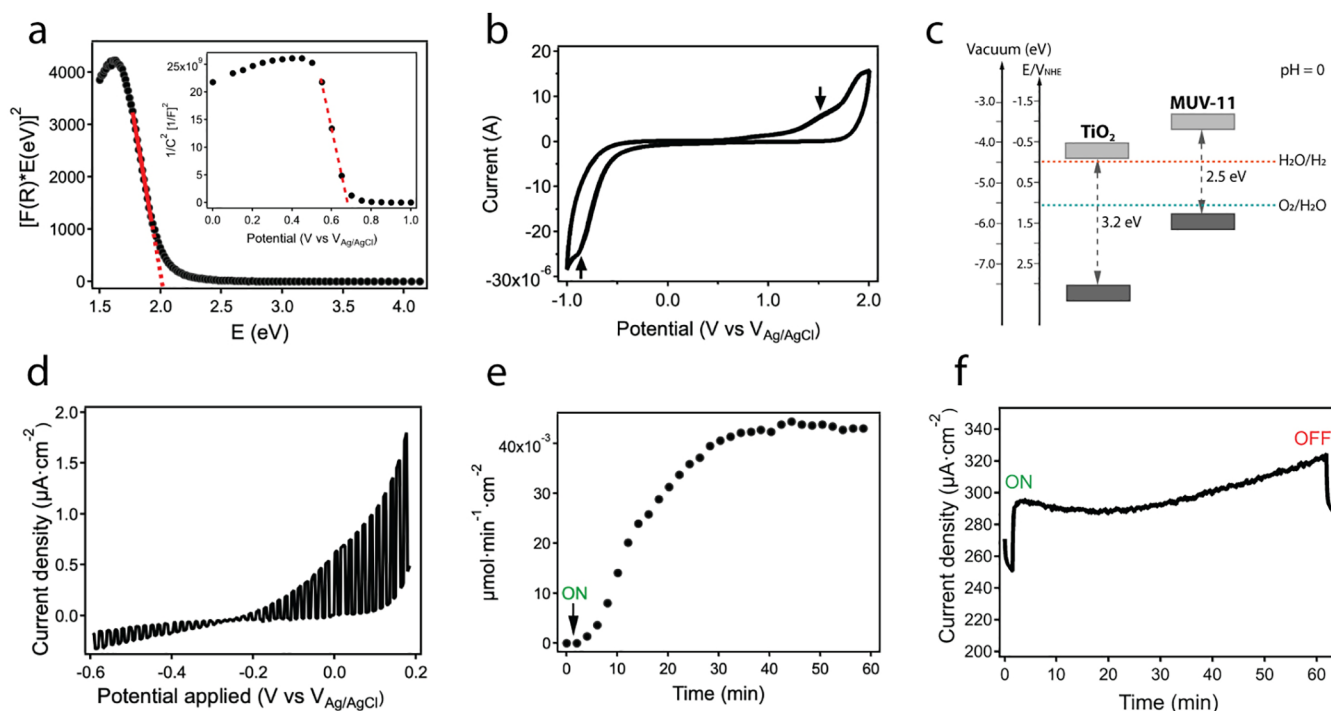 a
[F(R)*E(eV)]²
4000
3000
2000
1000
0
1.5 2.0 2.5 3.0 3.5 4.0
E (eV)
1/C² [1/F]²
25x10⁹
20
15
10
5
0
0.0 0.2 0.4 0.6 0.8 1.0
Potential (V vs V_Ag/AgCl)
b
Current (A)
20
10
0
-10
-20
-30x10⁻⁶
-1.0 0.0 1.0 2.0
Potential (V vs V_Ag/AgCl)
c
Vacuum (eV)
E/V_NHE
pH = 0
-3.0
-4.0
-5.0
-6.0
-7.0
-1.5
-0.5
0.5
1.5
2.5
TiO₂
MUV-11
3.2 eV
2.5 eV
H₂O/H₂
O₂/H₂O
d
Current density (μA·cm⁻²)
2.0
1.5
1.0
0.5
0.0
-0.6 -0.4 -0.2 0.0 0.2
Potential applied (V vs V_Ag/AgCl)
e
μmol·min⁻¹·cm⁻²
40x10⁻³
30
20
10
0
ON
0 10 20 30 40 50 60
Time (min)
f
Current density (μA·cm⁻²)
340
320
300
280
260
240
220
200
ON
OFF
0 10 20 30 40 50 60
Time (min)